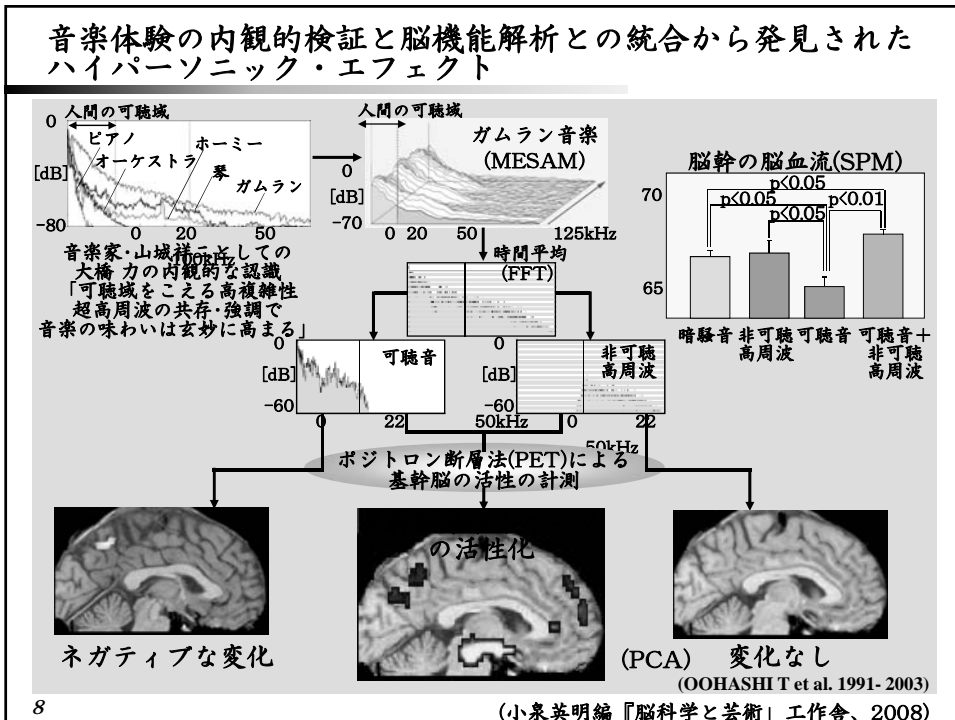 音楽体験の内観的検証と脳機能解析との統合から発見された
ハイパーソニック・エフェクト
人間の可聴域
0
[dB]
-80
ピアノ
オーケストラ
ホーミー
琴
ガムラン
0 20 50
100kHz
人間の可聴域
ガムラン音楽
(MESAM)
0
[dB]
-70
0 20 50 125kHz
脳幹の脳血流(SPM)
p<0.05
p<0.05
p<0.01
p<0.05
70
65
暗騒音 非可聴高周波 可聴音 可聴音+非可聴高周波
音楽家・山城祥二としての
大橋 力の内観的な認識
「可聴域をこえる高複雑性
超高周波の共存・強調で
音楽の味わいは玄妙に高まる」
時間平均
(FFT)
可聴音
0
[dB]
-60
0 22 50kHz
非可聴
高周波
0
[dB]
-60
0 22
50kHz
ポジトロン断層法(PET)による
基幹脳の活性の計測
の活性化
ネガティブな変化
(PCA)
変化なし
(OOHASHI T et al. 1991- 2003)
8
(小泉英明編『脳科学と芸術」工作舎、2008)